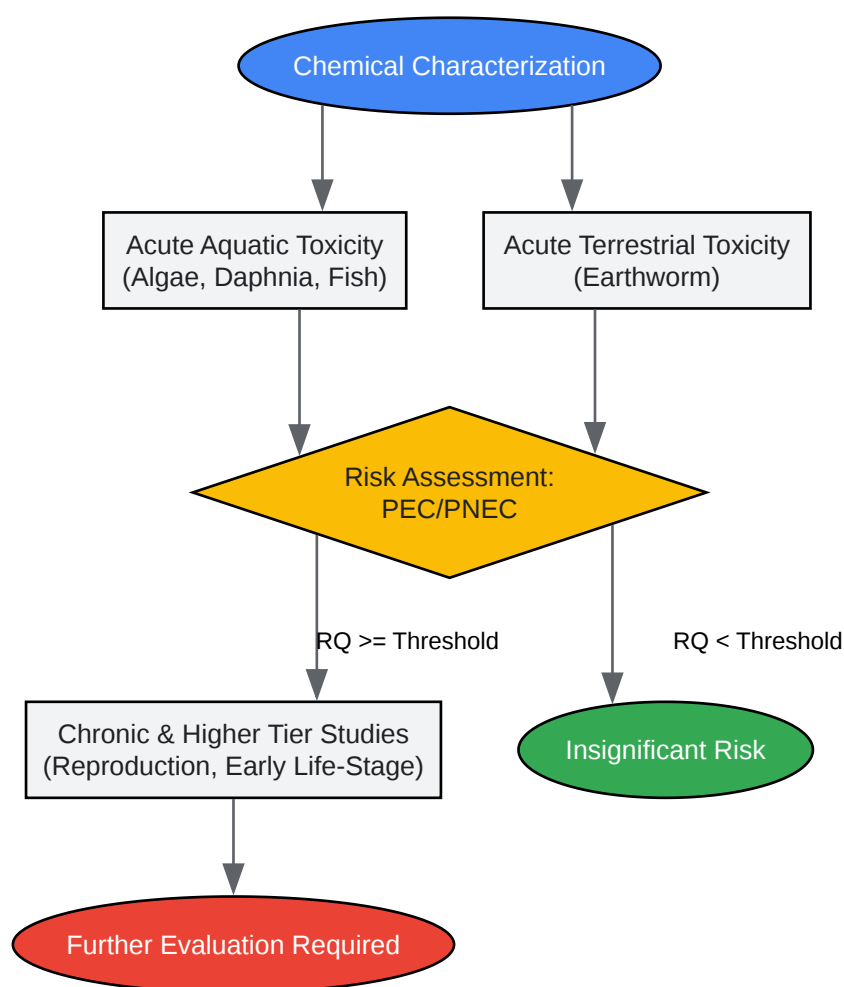 Chemical Characterization
Acute Aquatic Toxicity
(Algae, Daphnia, Fish)
Acute Terrestrial Toxicity
(Earthworm)
Risk Assessment:
PEC/PNEC
RQ >= Threshold
RQ < Threshold
Chronic & Higher Tier Studies
(Reproduction, Early Life-Stage)
Insignificant Risk
Further Evaluation Required